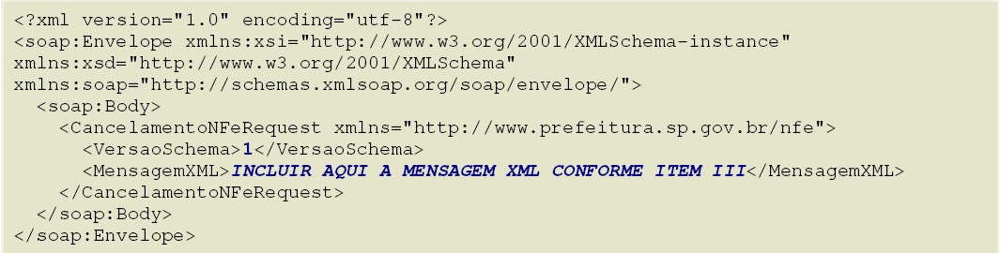 <?xml version="1.0" encoding="utf-8"?>
<soap:Envelope xmlns:xsi="http://www.w3.org/2001/XMLSchema-instance"
xmlns:xsd="http://www.w3.org/2001/XMLSchema"
xmlns:soap="http://schemas.xmlsoap.org/soap/envelope/">
  <soap:Body>
    <CancelamentoNFeRequest xmlns="http://www.prefeitura.sp.gov.br/nfe">
      <VersaoSchema>1</VersaoSchema>
      <MensagemXML>INCLUIR AQUI A MENSAGEM XML CONFORME ITEM III</MensagemXML>
    </CancelamentoNFeRequest>
  </soap:Body>
</soap:Envelope>